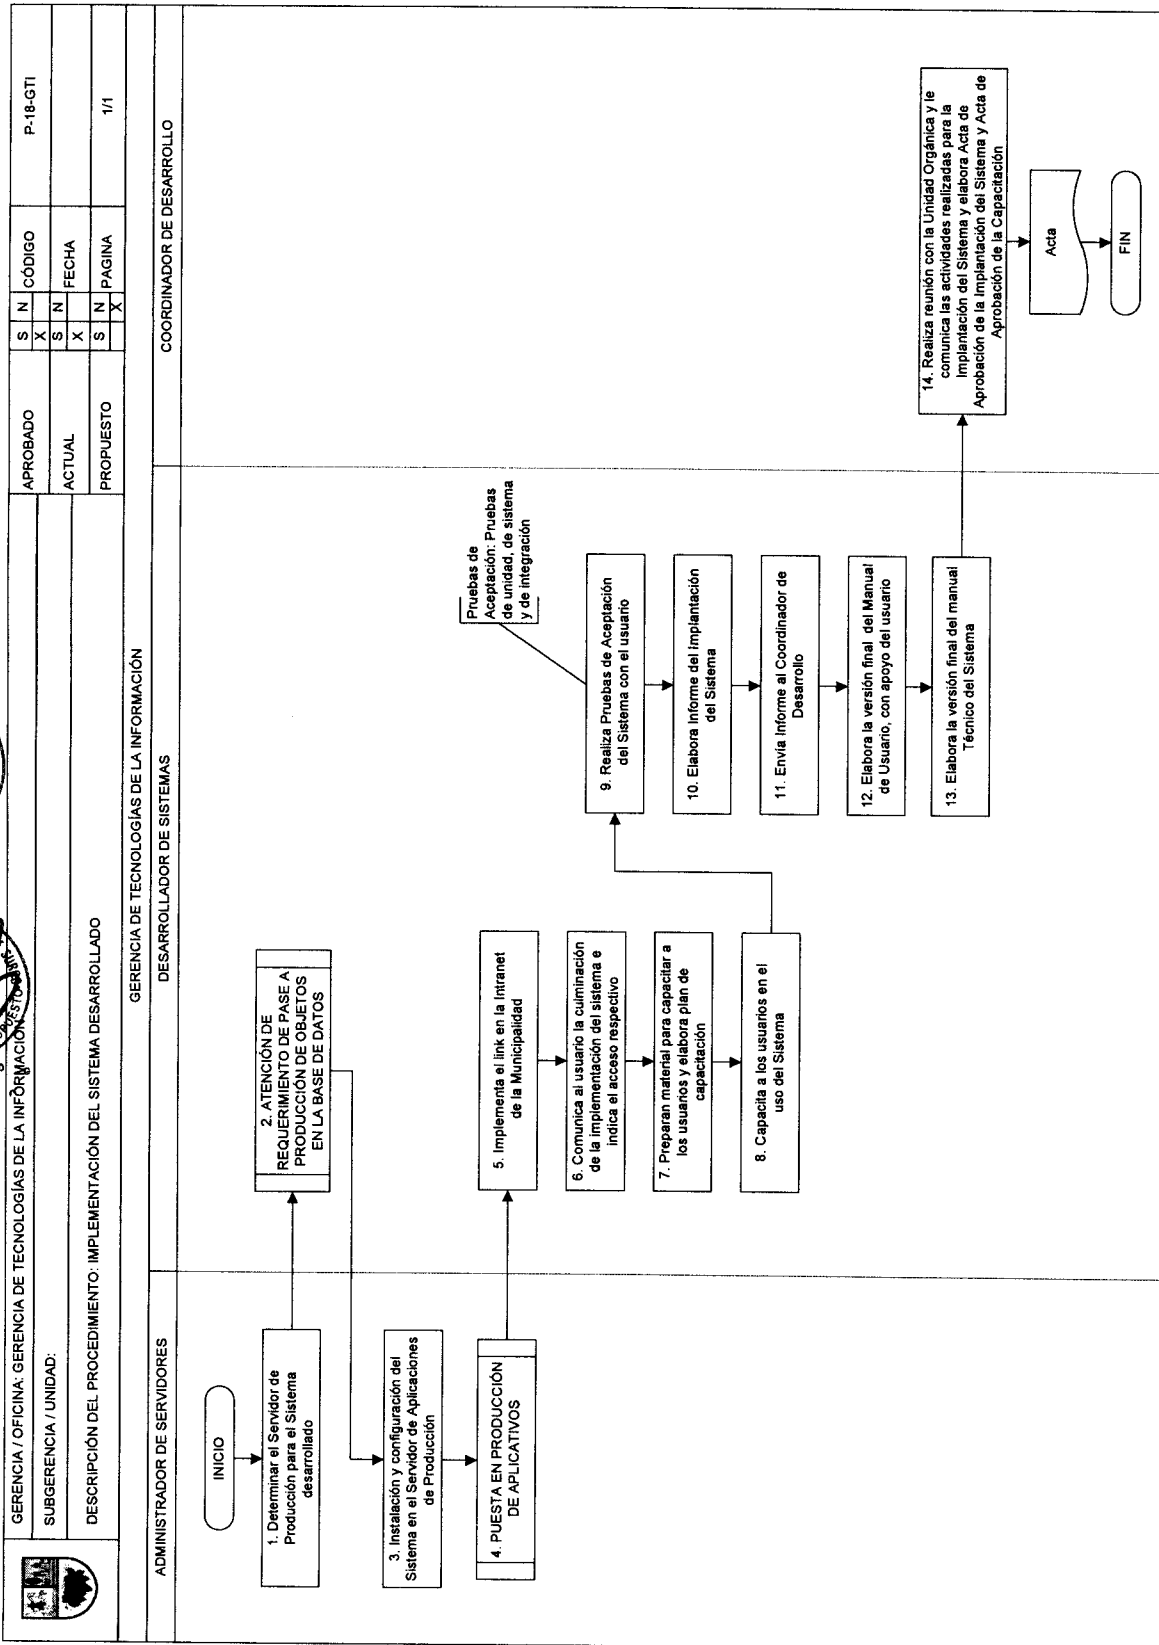 GERENCIA / OFICINA: GERENCIA DE TECNOLOGÍAS DE LA INFORMACIÓN
SUBGERENCIA / UNIDAD:
DESCRIPCIÓN DEL PROCEDIMIENTO: IMPLEMENTACIÓN DEL SISTEMA DESARROLLADO
APROBADO
S N
X
CÓDIGO
P-18-GTI
ACTUAL
S N
X
FECHA
PROPUESTO
S N
X
PAGINA
1/1
GERENCIA DE TECNOLOGÍAS DE LA INFORMACIÓN
ADMINISTRADOR DE SERVIDORES
DESARROLLADOR DE SISTEMAS
COORDINADOR DE DESARROLLO
INICIO
1. Determinar el Servidor de
Producción para el Sistema
desarrollado
2. ATENCIÓN DE
REQUERIMIENTO DE PASE A
PRODUCCIÓN DE OBJETOS
EN LA BASE DE DATOS
3. Instalación y configuración del
Sistema en el Servidor de Aplicaciones
de Producción
4. PUESTA EN PRODUCCIÓN
DE APLICATIVOS
5. Implementa el link en la Intranet
de la Municipalidad
6. Comunica al usuario la culminación
de la implementación del sistema e
indica el acceso respectivo
7. Preparan material para capacitar a
los usuarios y elabora plan de
capacitación
8. Capacita a los usuarios en el
uso del Sistema
Pruebas de
Aceptación: Pruebas
de unidad, de sistema
y de integración
9. Realiza Pruebas de Aceptación
del Sistema con el usuario
10. Elabora Informe del Implantación
del Sistema
11. Envía Informe al Coordinador de
Desarrollo
12. Elabora la versión final del Manual
de Usuario, con apoyo del usuario
13. Elabora la versión final del manual
Técnico del Sistema
14. Realiza reunión con la Unidad Orgánica y le
comunica las actividades realizadas para la
Implantación del Sistema y elabora Acta de
Aprobación de la Implantación del Sistema y Acta de
Aprobación de la Capacitación
Acta
FIN